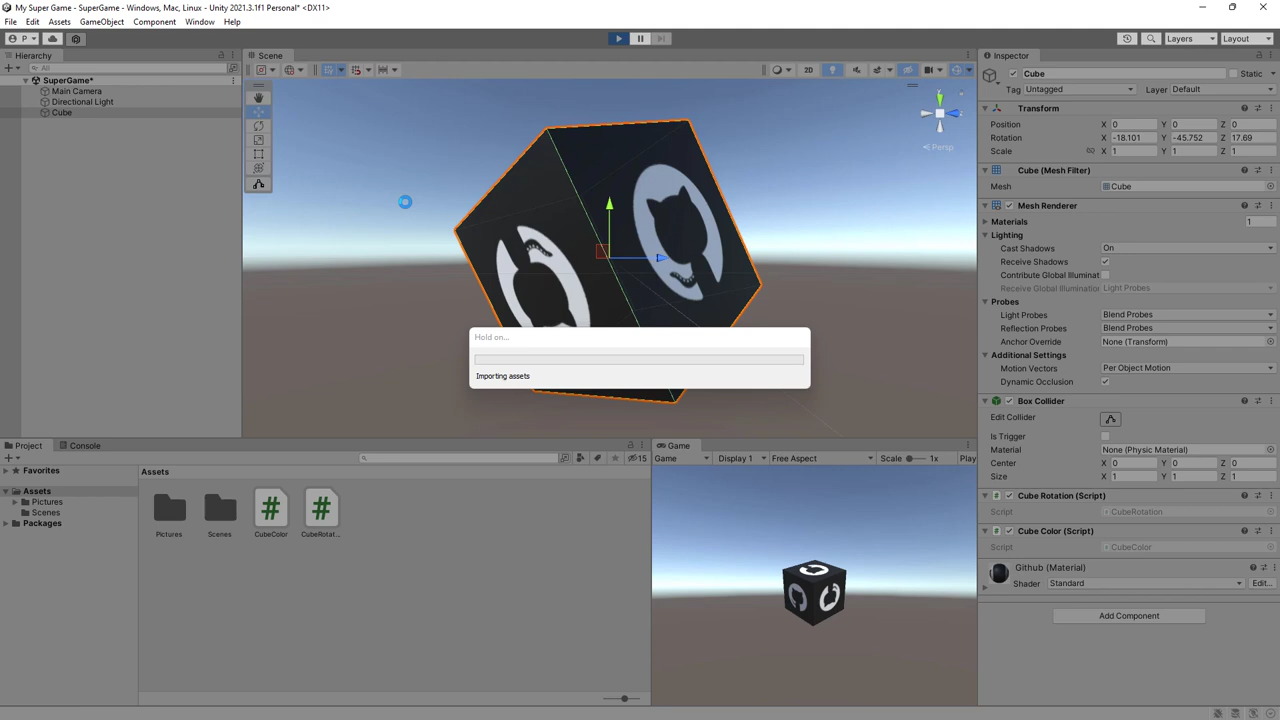 My Super Game - SuperGame - Windows, Mac, Linux - Unity 2021.3.1f1 Personal* <DX11>
File Edit Assets GameObject Component Window Help
P Layers Layout
Hierarchy Scene Inspector
All
SuperGame*
Main Camera
Directional Light
Cube
2D
Persp
Hold on...
Importing assets
Cube Static
Tag Untagged Layer Default
Transform
Position X 0 Y 0 Z 0
Rotation X -18.101 Y -45.752 Z 17.69
Scale X 1 Y 1 Z 1
Cube (Mesh Filter)
Mesh Cube
Mesh Renderer
Materials 1
Lighting
Cast Shadows On
Receive Shadows
Contribute Global Illuminat
Receive Global Illumination Light Probes
Probes
Light Probes Blend Probes
Reflection Probes Blend Probes
Anchor Override None (Transform)
Additional Settings
Motion Vectors Per Object Motion
Dynamic Occlusion
Box Collider
Edit Collider
Is Trigger
Material None (Physic Material)
Center X 0 Y 0 Z 0
Size X 1 Y 1 Z 1
Cube Rotation (Script)
Script CubeRotation
Cube Color (Script)
Script CubeColor
Github (Material)
Shader Standard Edit...
Add Component
Project Console
15
Favorites
Assets
Pictures
Scenes
Packages
Assets
Pictures Scenes CubeColor CubeRotat...
Game
Game Display 1 Free Aspect Scale 1x Play